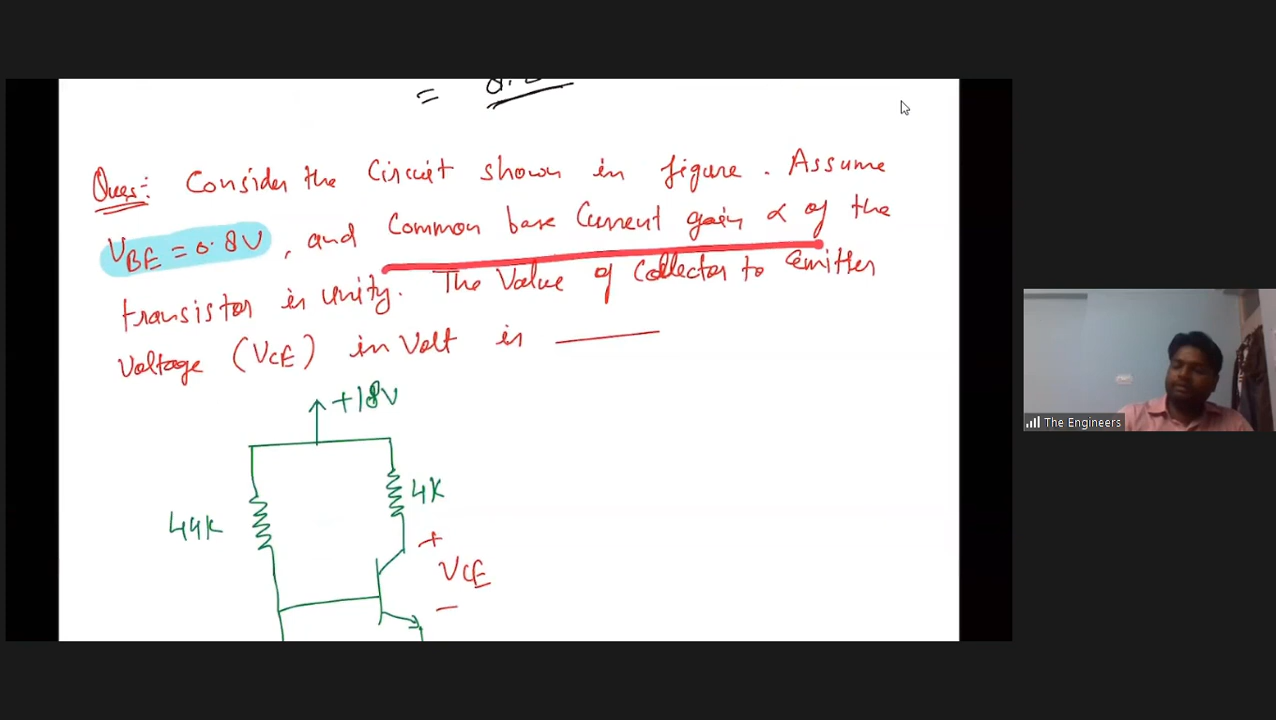 =
Ques:- Consider the Circuit shown in figure. Assume
VBE = 0.8V, and Common base Current gain α of the
transistor is unity. The Value of Collector to emitter
Voltage (VCE) in Volt is
+18V
4K
44K
+
VCE
-
The Engineers